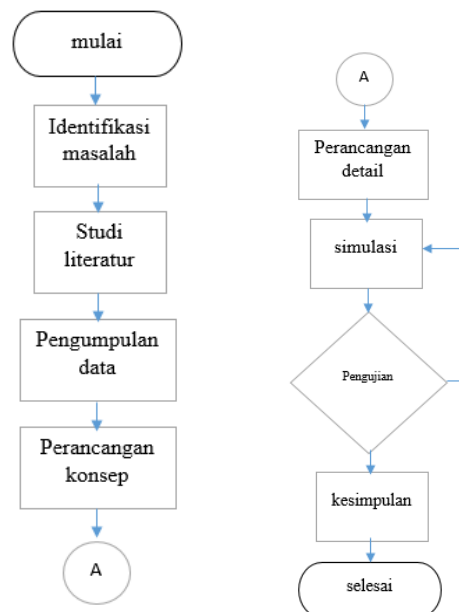 mulai
Identifikasi
masalah
Studi
literatur
Pengumpulan
data
Perancangan
konsep
A
A
Perancangan
detail
simulasi
Pengujian
kesimpulan
selesai